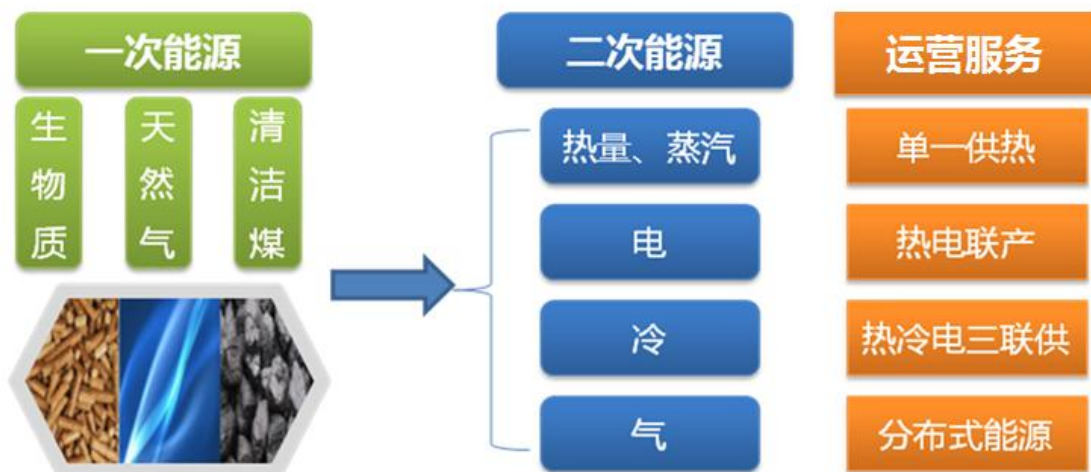 一次能源
生物质
天然气
清洁煤
二次能源
热量、蒸汽
电
冷
气
运营服务
单一供热
热电联产
热冷电三联供
分布式能源